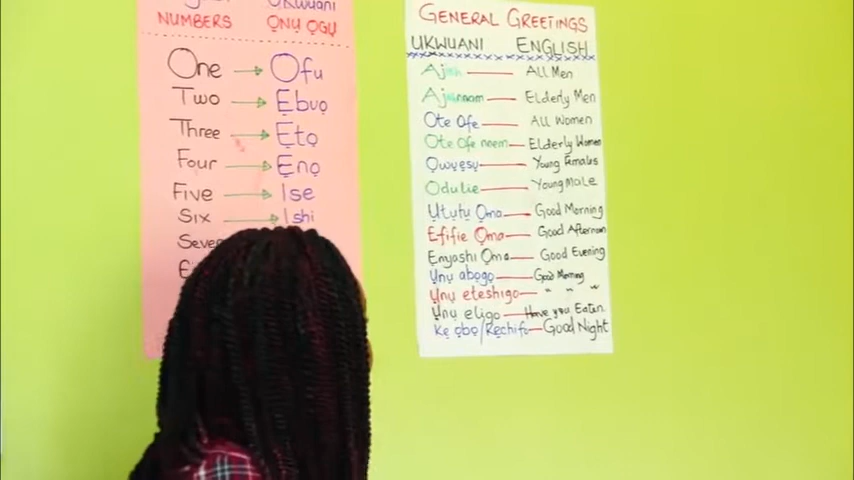 UKWUANI
NUMBERS ỌNỤ ỌGỤ
One Ofu
Two Ẹbụọ
Three Ẹtọ
Four Ẹnọ
Five Ise
Six Ishi
GENERAL GREETINGS
UKWUANI ENGLISH
All Men
Elderly Men
Ote Ofe All Women
Ote Ofe nnem Elderly Women
Ọwụẹsụ Young Females
Odulie Young Male
Ụtụtụ Ọma Good Morning
Efifie Ọma Good Afternoon
Enyashi Ọma Good Evening
Ụnụ abọgọ Good Morning
Ụnụ eteshigo " " "
Ụnụ eligo Have you Eaten
Kẹ ọbọ/Rẹchifo Good Night